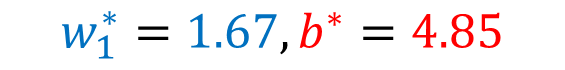 w₁* = 1.67, b* = 4.85